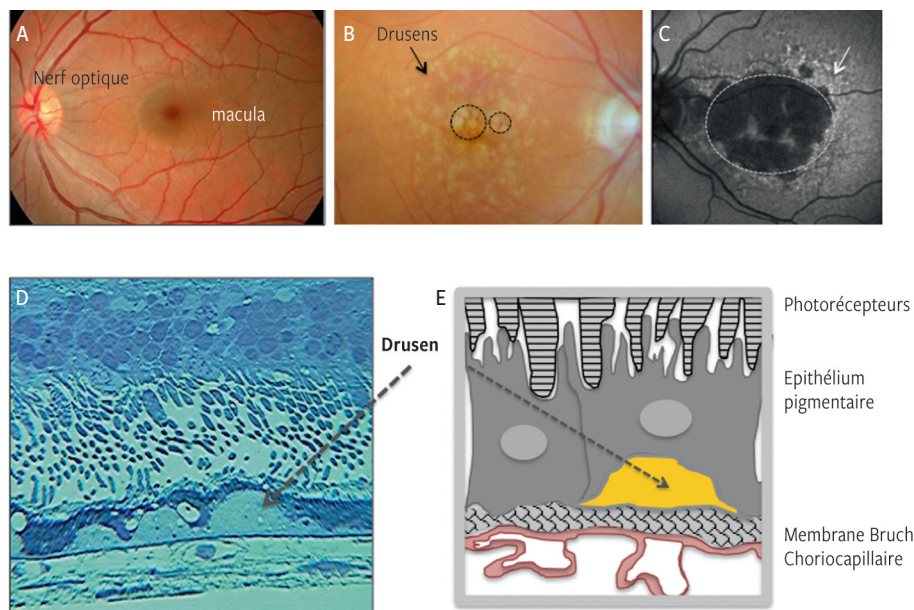 A
Nerf optique
macula
B
Drusens
C
D
Drusen
E
Photorécepteurs
Epithélium
pigmentaire
Membrane Bruch
Choriocapillaire